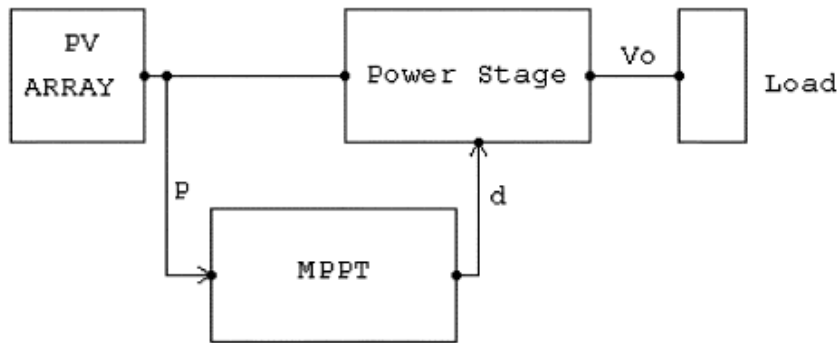 PV
ARRAY
Power Stage
Vo
Load
p
d
MPPT